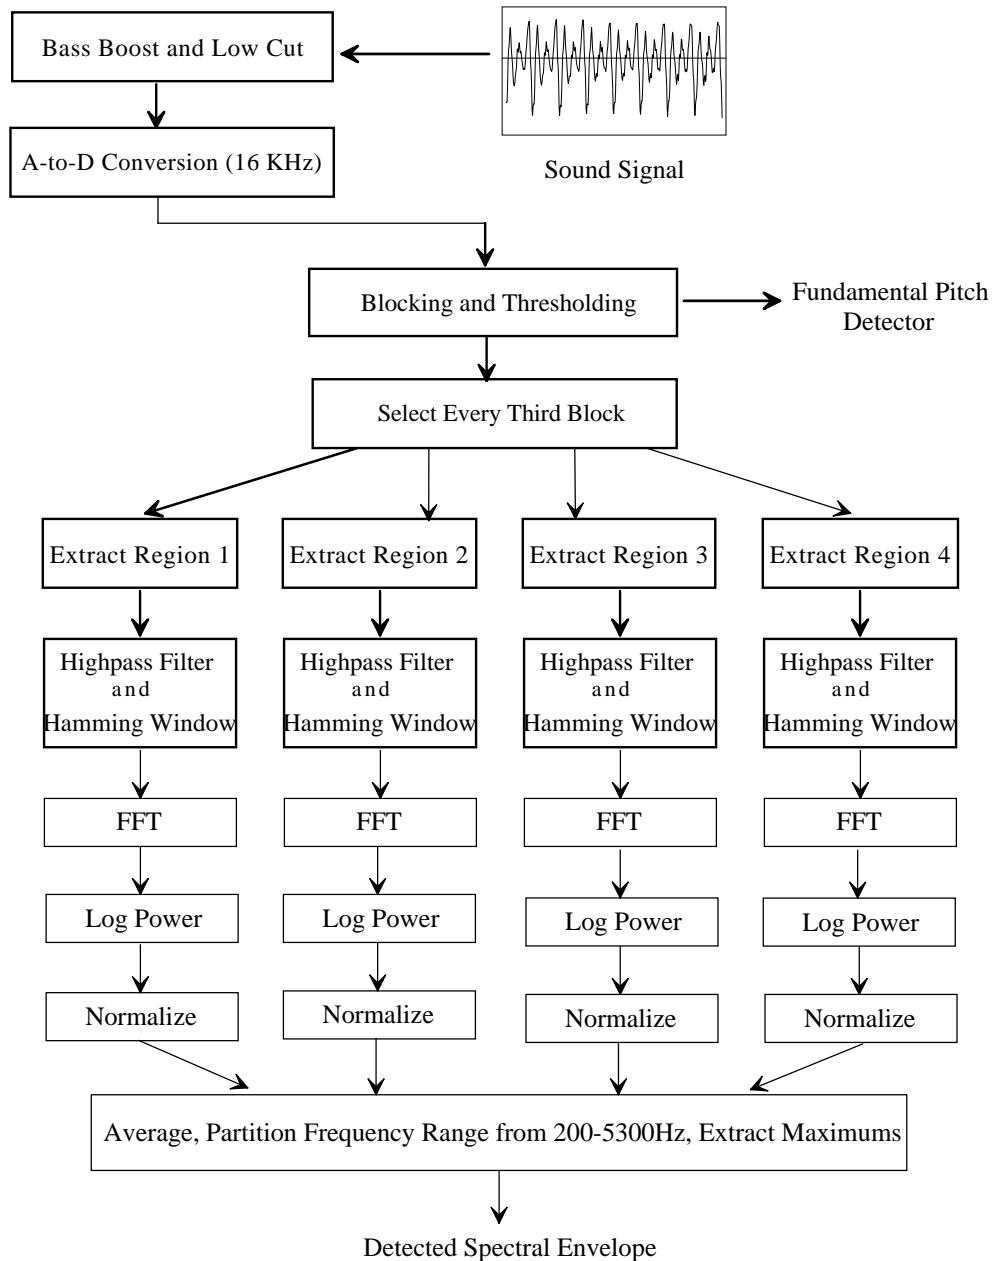 Bass Boost and Low Cut
A-to-D Conversion (16 KHz)
Sound Signal
Blocking and Thresholding
Fundamental Pitch
Detector
Select Every Third Block
Extract Region 1
Extract Region 2
Extract Region 3
Extract Region 4
Highpass Filter
and
Hamming Window
Highpass Filter
and
Hamming Window
Highpass Filter
and
Hamming Window
Highpass Filter
and
Hamming Window
FFT
FFT
FFT
FFT
Log Power
Log Power
Log Power
Log Power
Normalize
Normalize
Normalize
Normalize
Average, Partition Frequency Range from 200-5300Hz, Extract Maximums
Detected Spectral Envelope